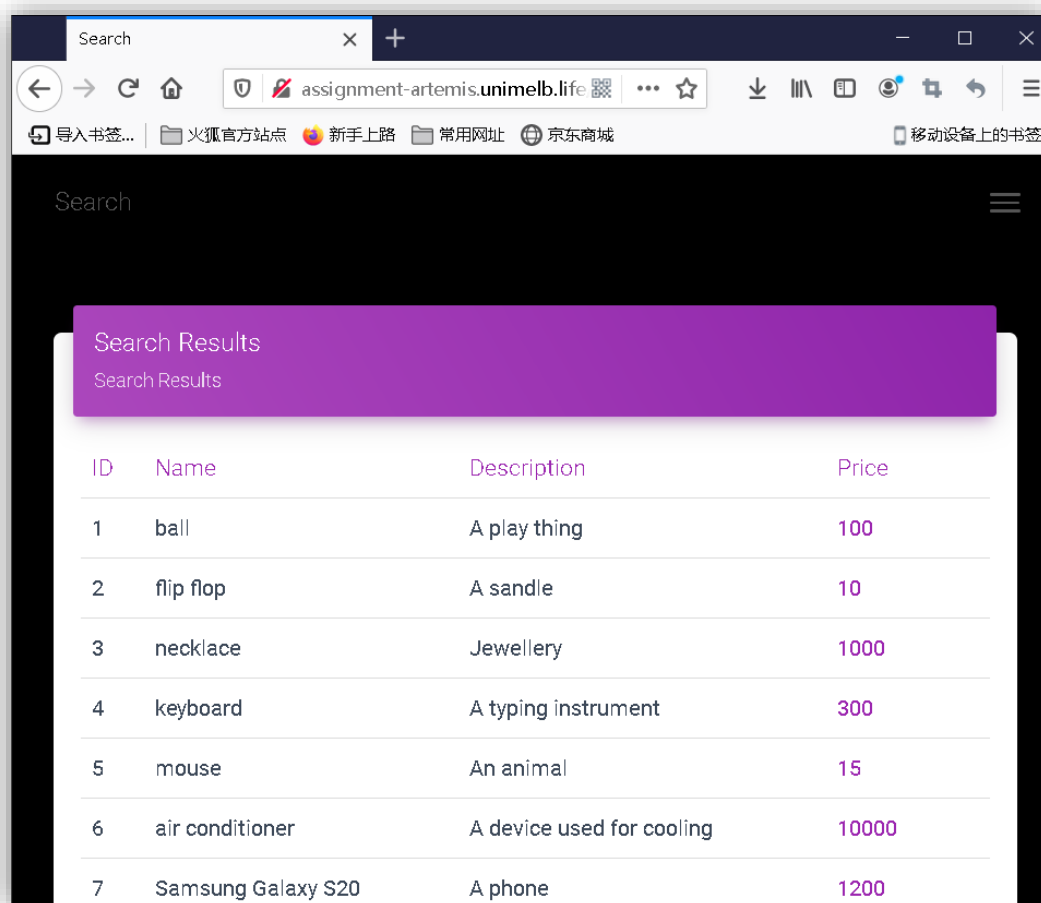 Search
assignment-artemis.unimelb.life
导入书签... 火狐官方站点 新手上路 常用网址 京东商城 移动设备上的书签
Search
Search Results
Search Results
ID Name Description Price
1 ball A play thing 100
2 flip flop A sandle 10
3 necklace Jewellery 1000
4 keyboard A typing instrument 300
5 mouse An animal 15
6 air conditioner A device used for cooling 10000
7 Samsung Galaxy S20 A phone 1200